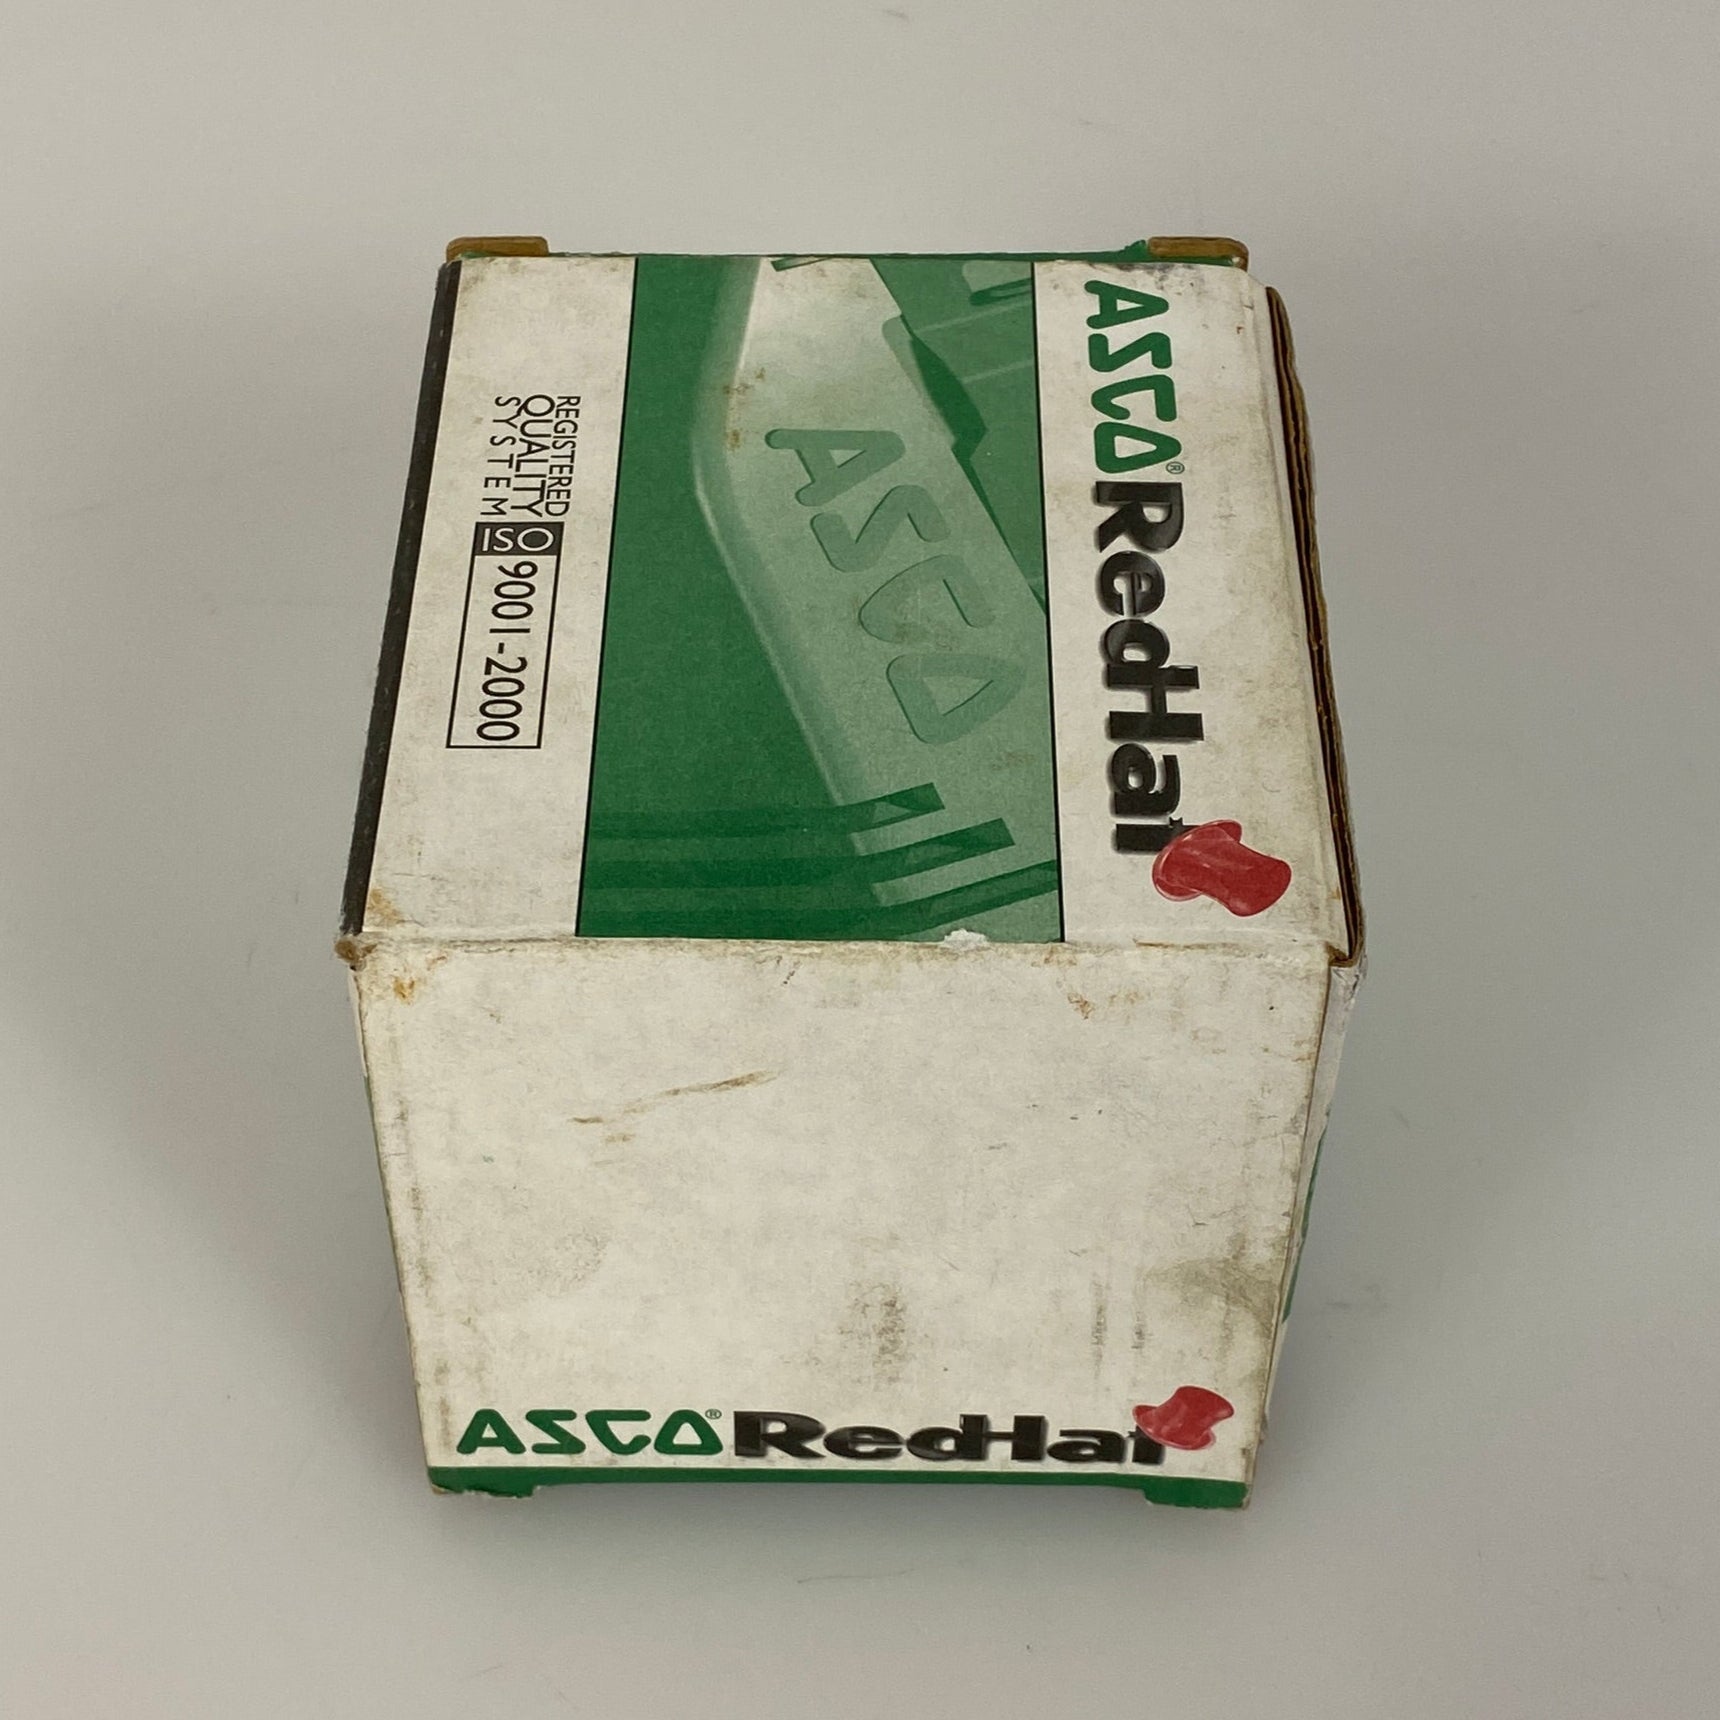 ASCO® RedHat
ASCO
REGISTERED
QUALITY
SYSTEM
ISO 9001-2000
ASCO® RedHat